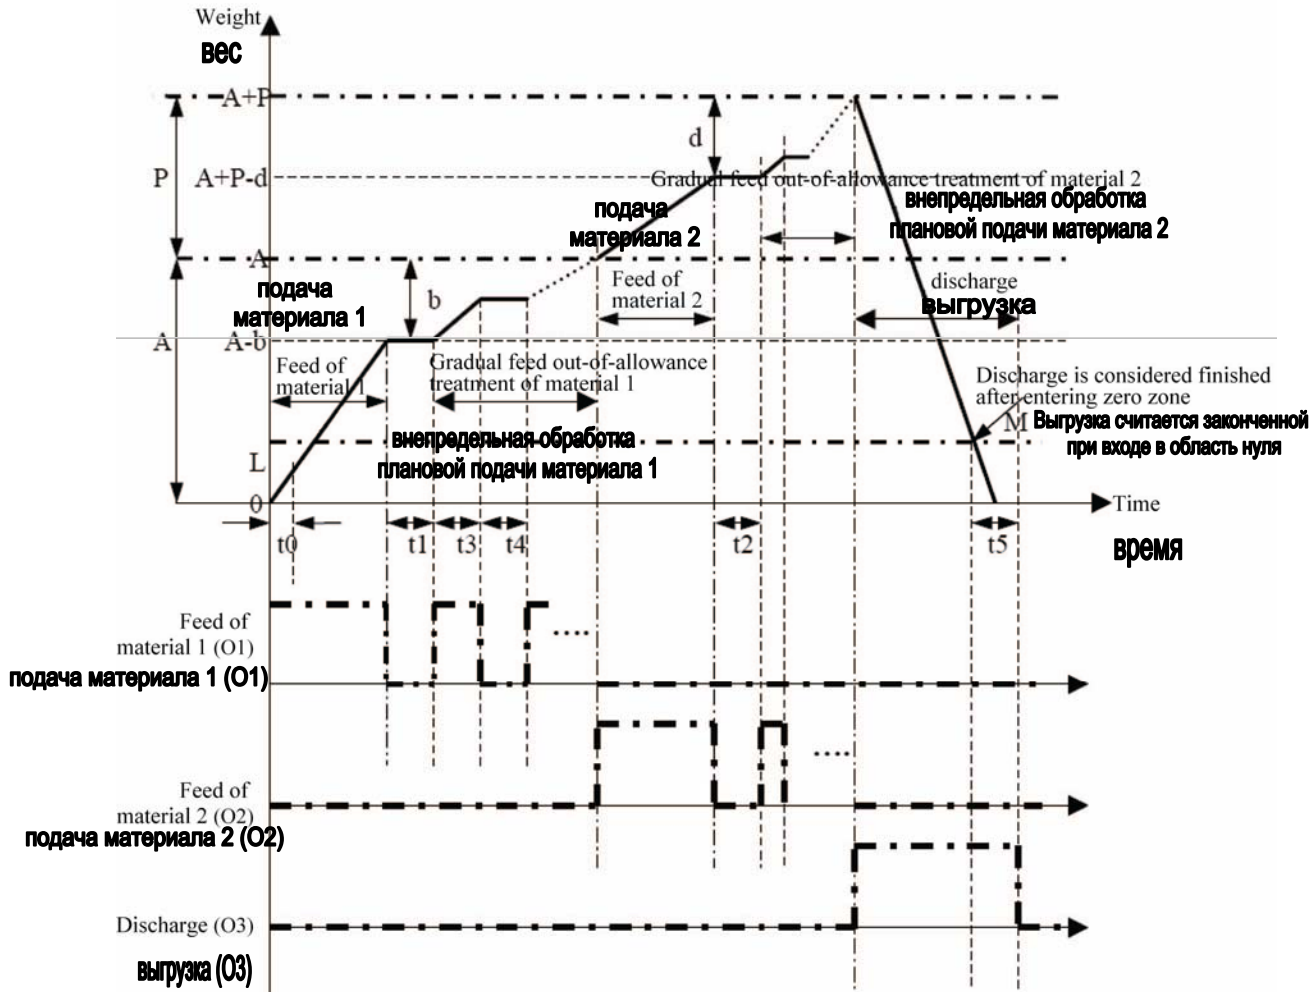 Weight
вес
A+P
d
P
A+P-d
Gradual feed out-of-allowance treatment of material 2
внепредельная обработка
плановой подачи материала 2
подача
материала 2
A
Feed of
material 2
discharge
выгрузка
подача
материала 1
b
A
A-b
Feed of
material 1
Gradual feed out-of-allowance
treatment of material 1
Discharge is considered finished
after entering zero zone
M
Выгрузка считается законченной
при входе в область нуля
внепредельная обработка
плановой подачи материала 1
L
0
Time
время
t0
t1
t3
t4
t2
t5
Feed of
material 1 (O1)
подача материала 1 (O1)
Feed of
material 2 (O2)
подача материала 2 (O2)
Discharge (O3)
выгрузка (O3)